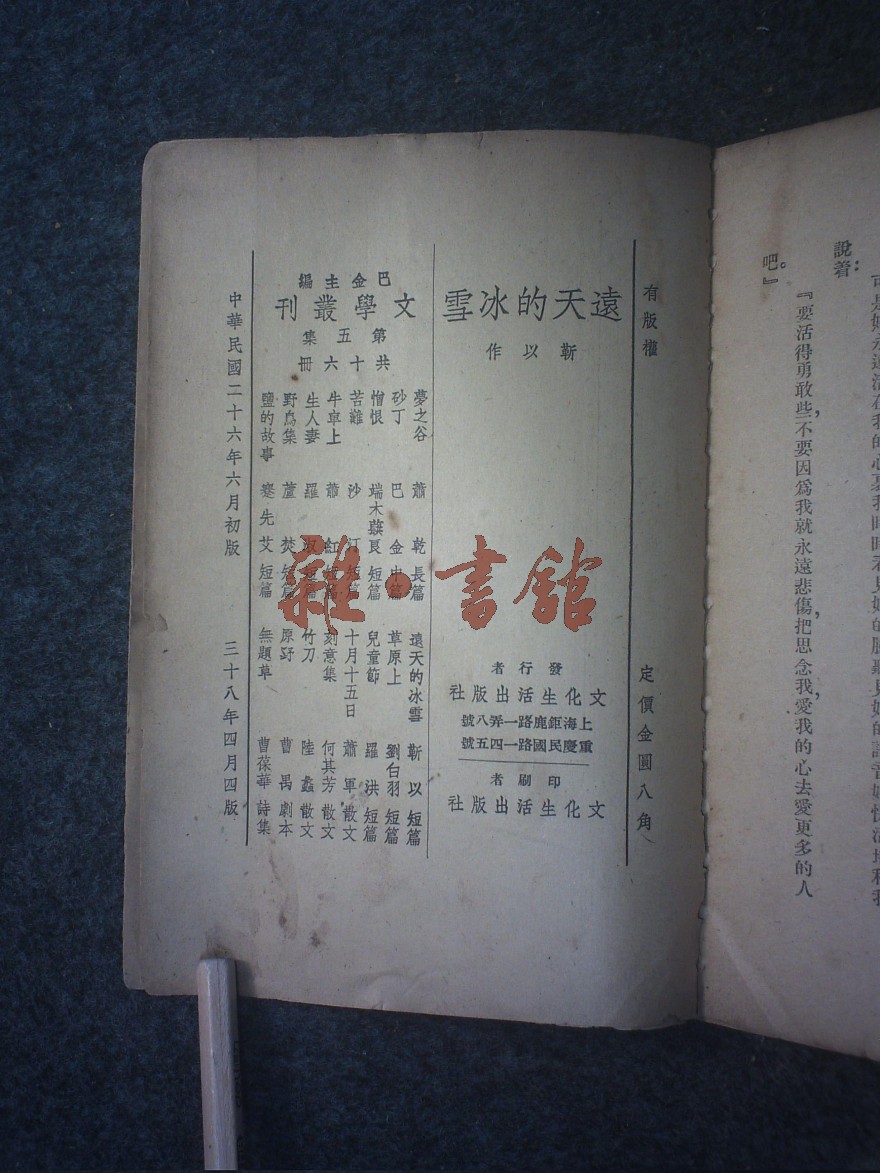 說着：
『要活得勇敢些，不要因爲我就永遠悲傷，把思念我，愛我的心去愛更多的人
吧。』
有版權
定價金圓八角
遠天的冰雪
靳以作
發行者
文化生活出版社
上海鉅鹿路一弄八號
重慶民國路一四五號
印刷者
文化生活出版社
巴金主編
文學叢刊
第五集
共十六冊
夢之谷 蕭乾 長篇
砂丁 巴金 篇
憎恨 端木蕻良 短篇
苦難 沙汀 短篇
牛車上 蕭紅 短篇
生人妻 羅淑 短篇
野鳥集 蘆焚 短篇
鹽的故事 蹇先艾 短篇
遠天的冰雪 靳以 短篇
草原上 劉白羽 短篇
兒童節 羅洪 短篇
十月十五日 蕭軍 散文
刻意集 何其芳 散文
竹刀 陸蠡 散文
原野 曹禺 劇本
無題草 曹葆華 詩集
中華民國二十六年六月初版
三十八年四月四版
雜·書館